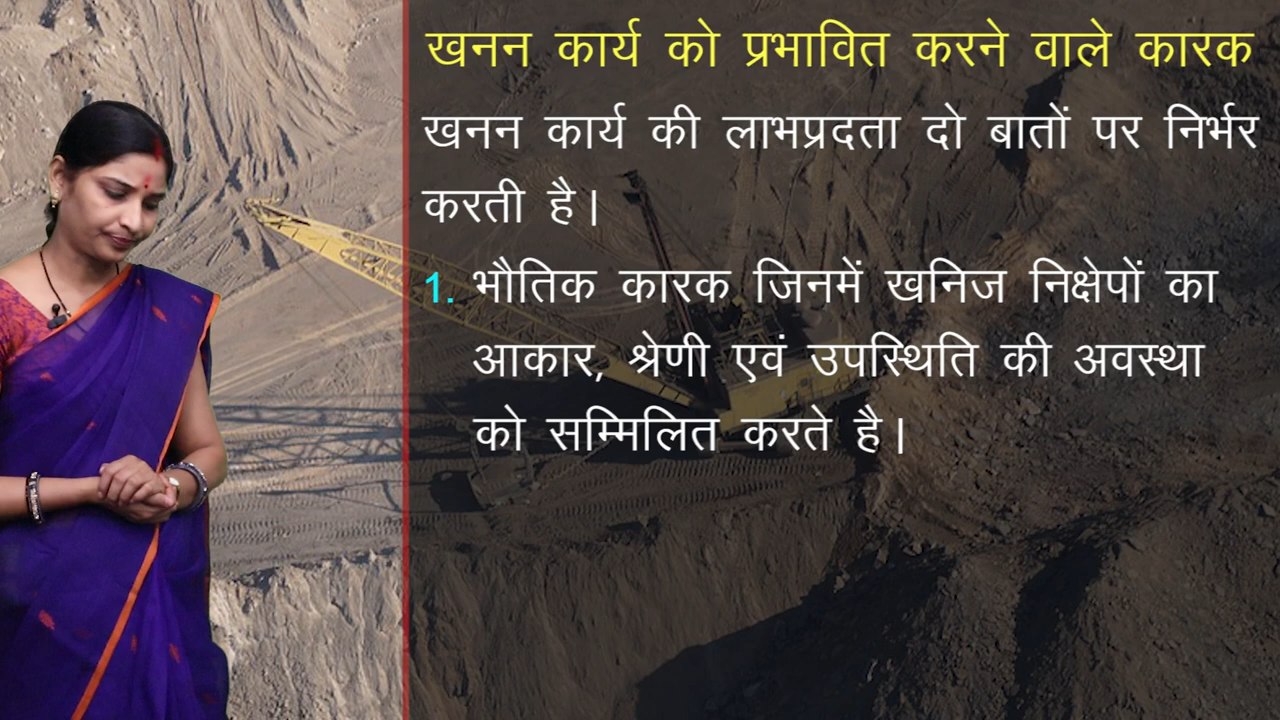 खनन कार्य को प्रभावित करने वाले कारक
खनन कार्य की लाभप्रदता दो बातों पर निर्भर
करती है।
1. भौतिक कारक जिनमें खनिज निक्षेपों का
आकार, श्रेणी एवं उपस्थिति की अवस्था
को सम्मिलित करते है।